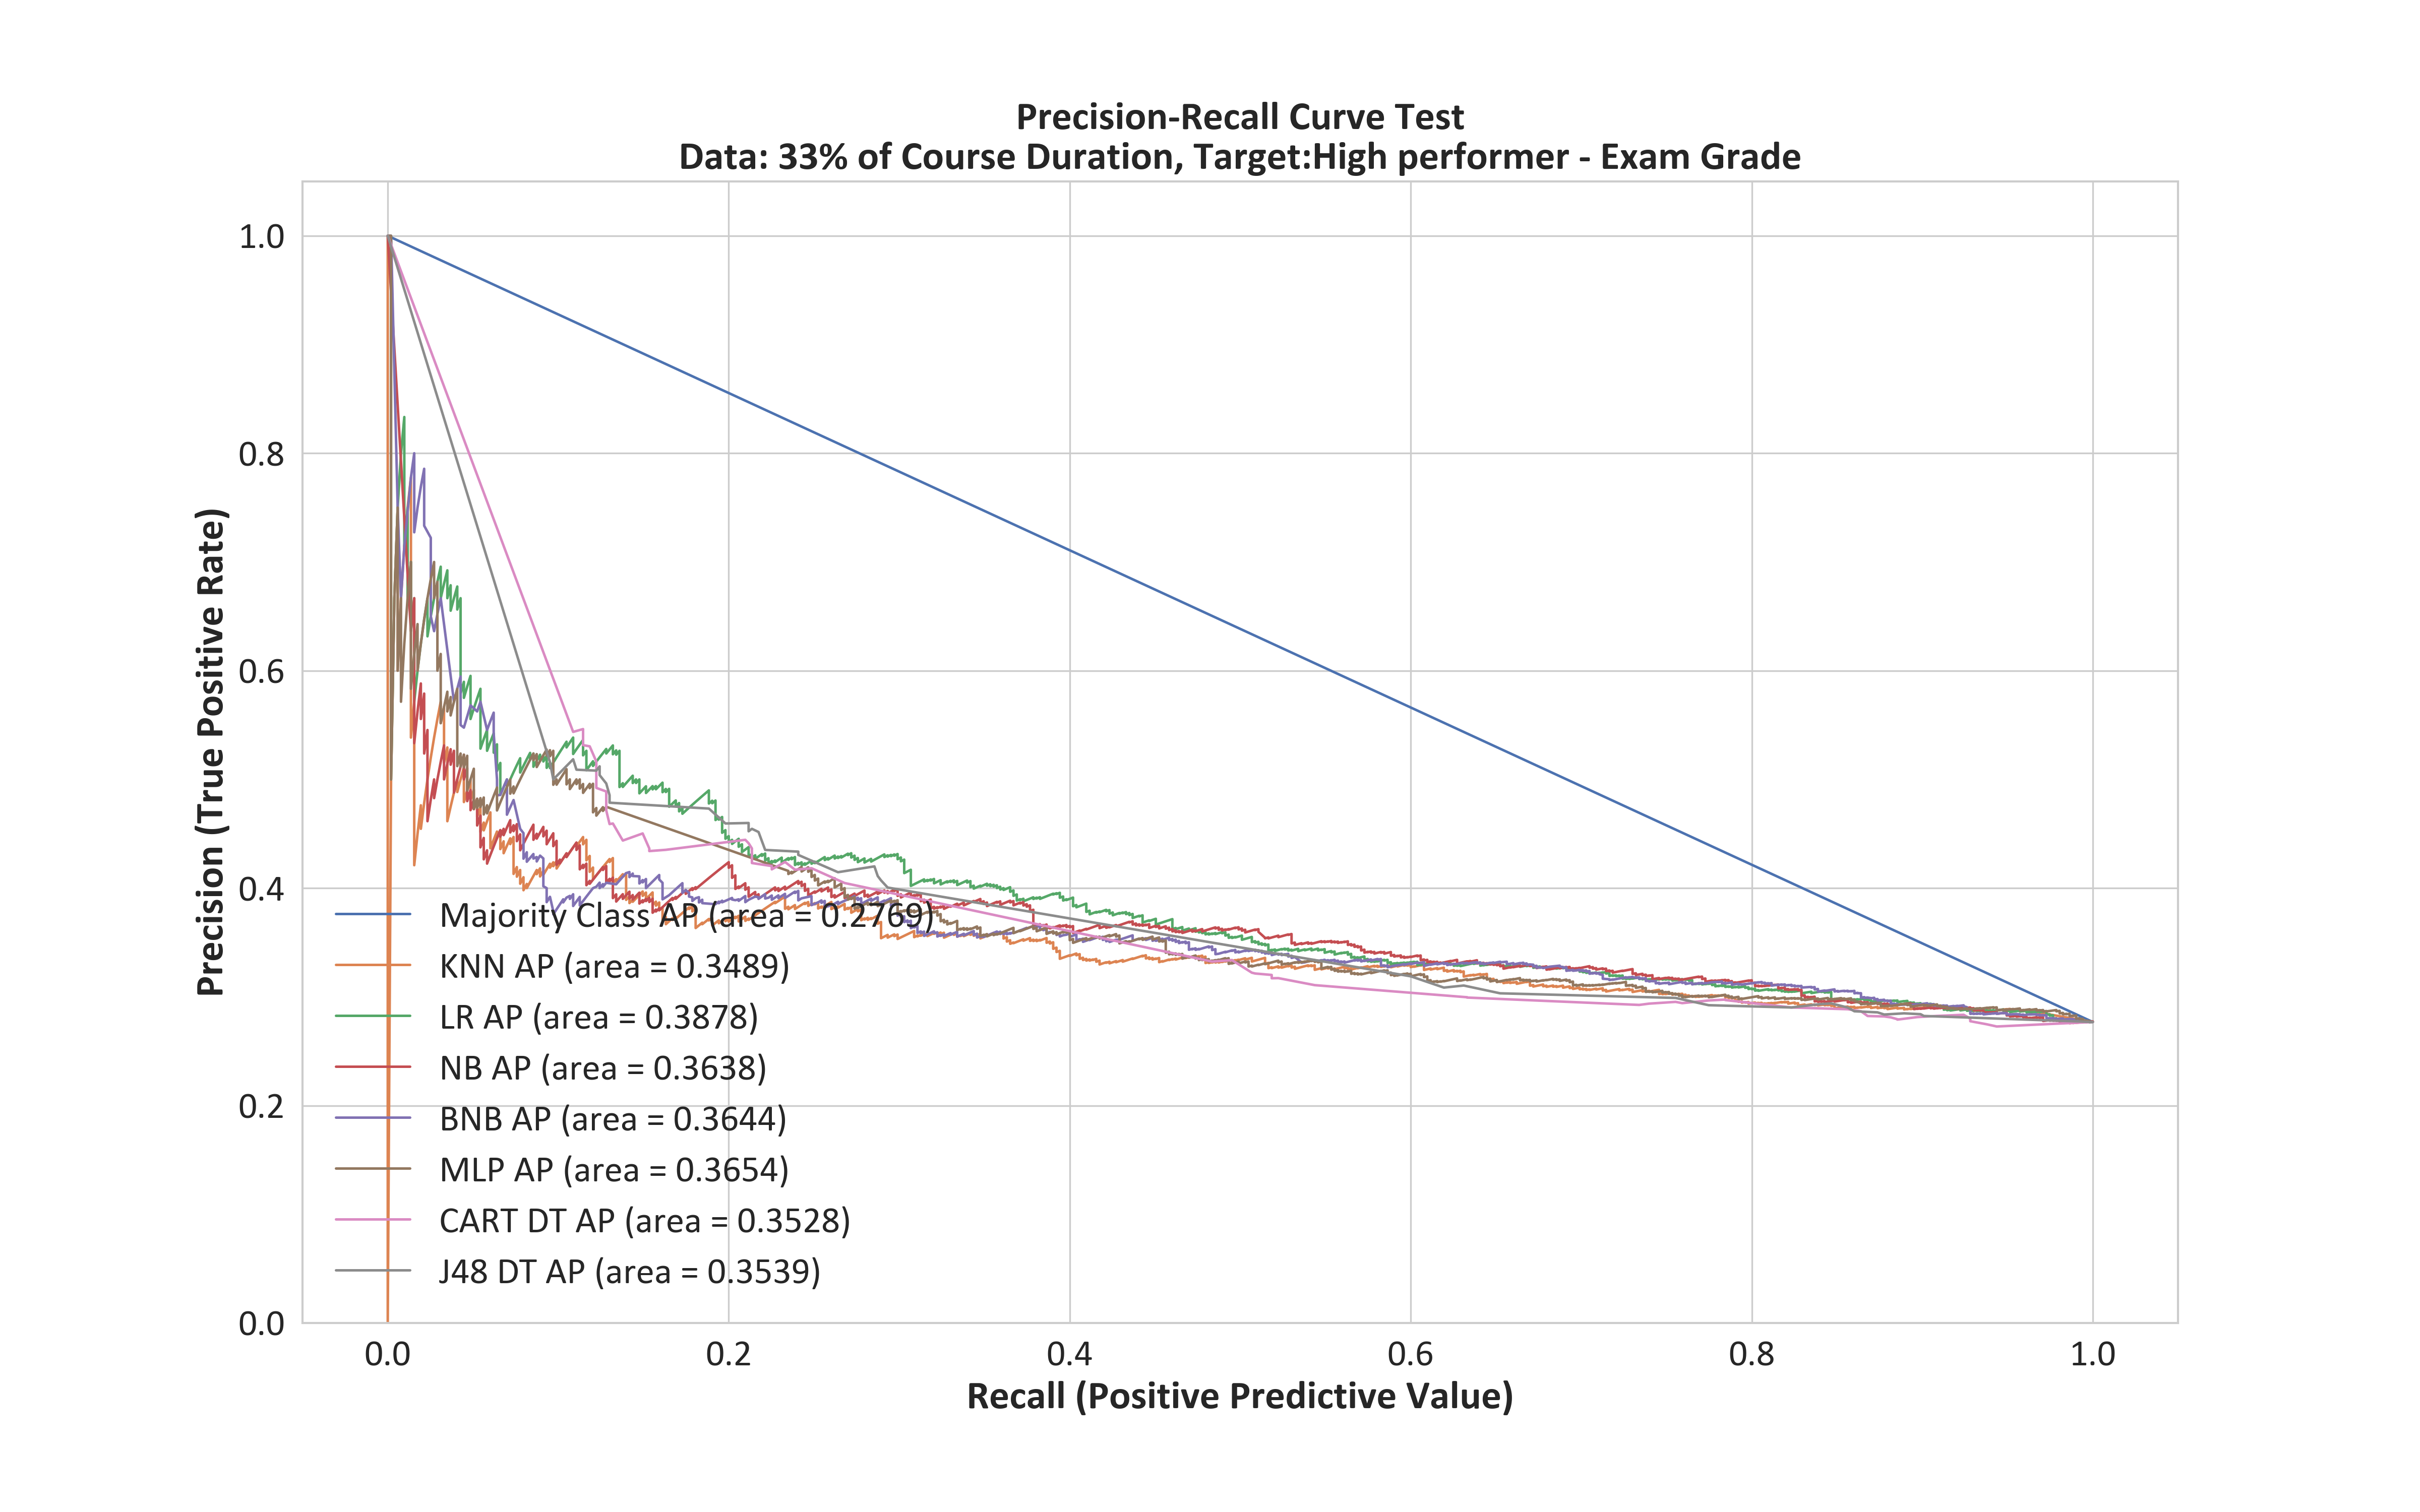 Precision-Recall Curve Test
Data: 33% of Course Duration, Target:High performer - Exam Grade
Precision (True Positive Rate)
1.0
0.8
0.6
0.4
0.2
0.0
Majority Class AP (area = 0.2769)
KNN AP (area = 0.3489)
LR AP (area = 0.3878)
NB AP (area = 0.3638)
BNB AP (area = 0.3644)
MLP AP (area = 0.3654)
CART DT AP (area = 0.3528)
J48 DT AP (area = 0.3539)
0.0 0.2 0.4 0.6 0.8 1.0
Recall (Positive Predictive Value)